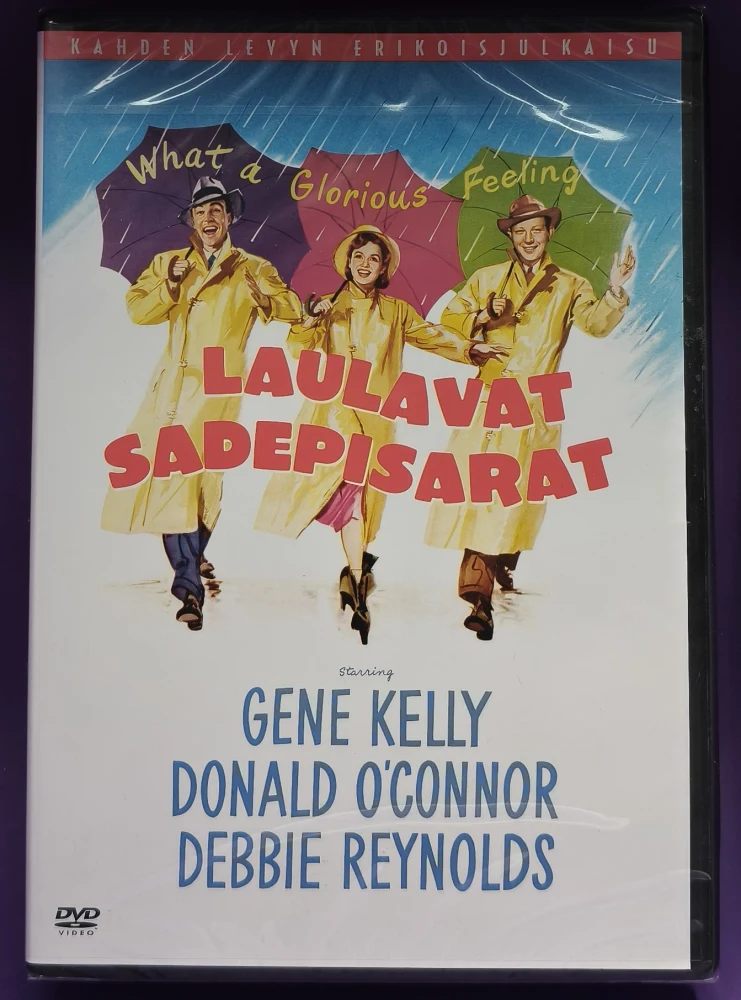 KAHDEN LEVYN ERIKOISJULKAISU
What a Glorious Feeling
LAULAVAT
SADEPISARAT
Starring
GENE KELLY
DONALD O'CONNOR
DEBBIE REYNOLDS
DVD
VIDEO